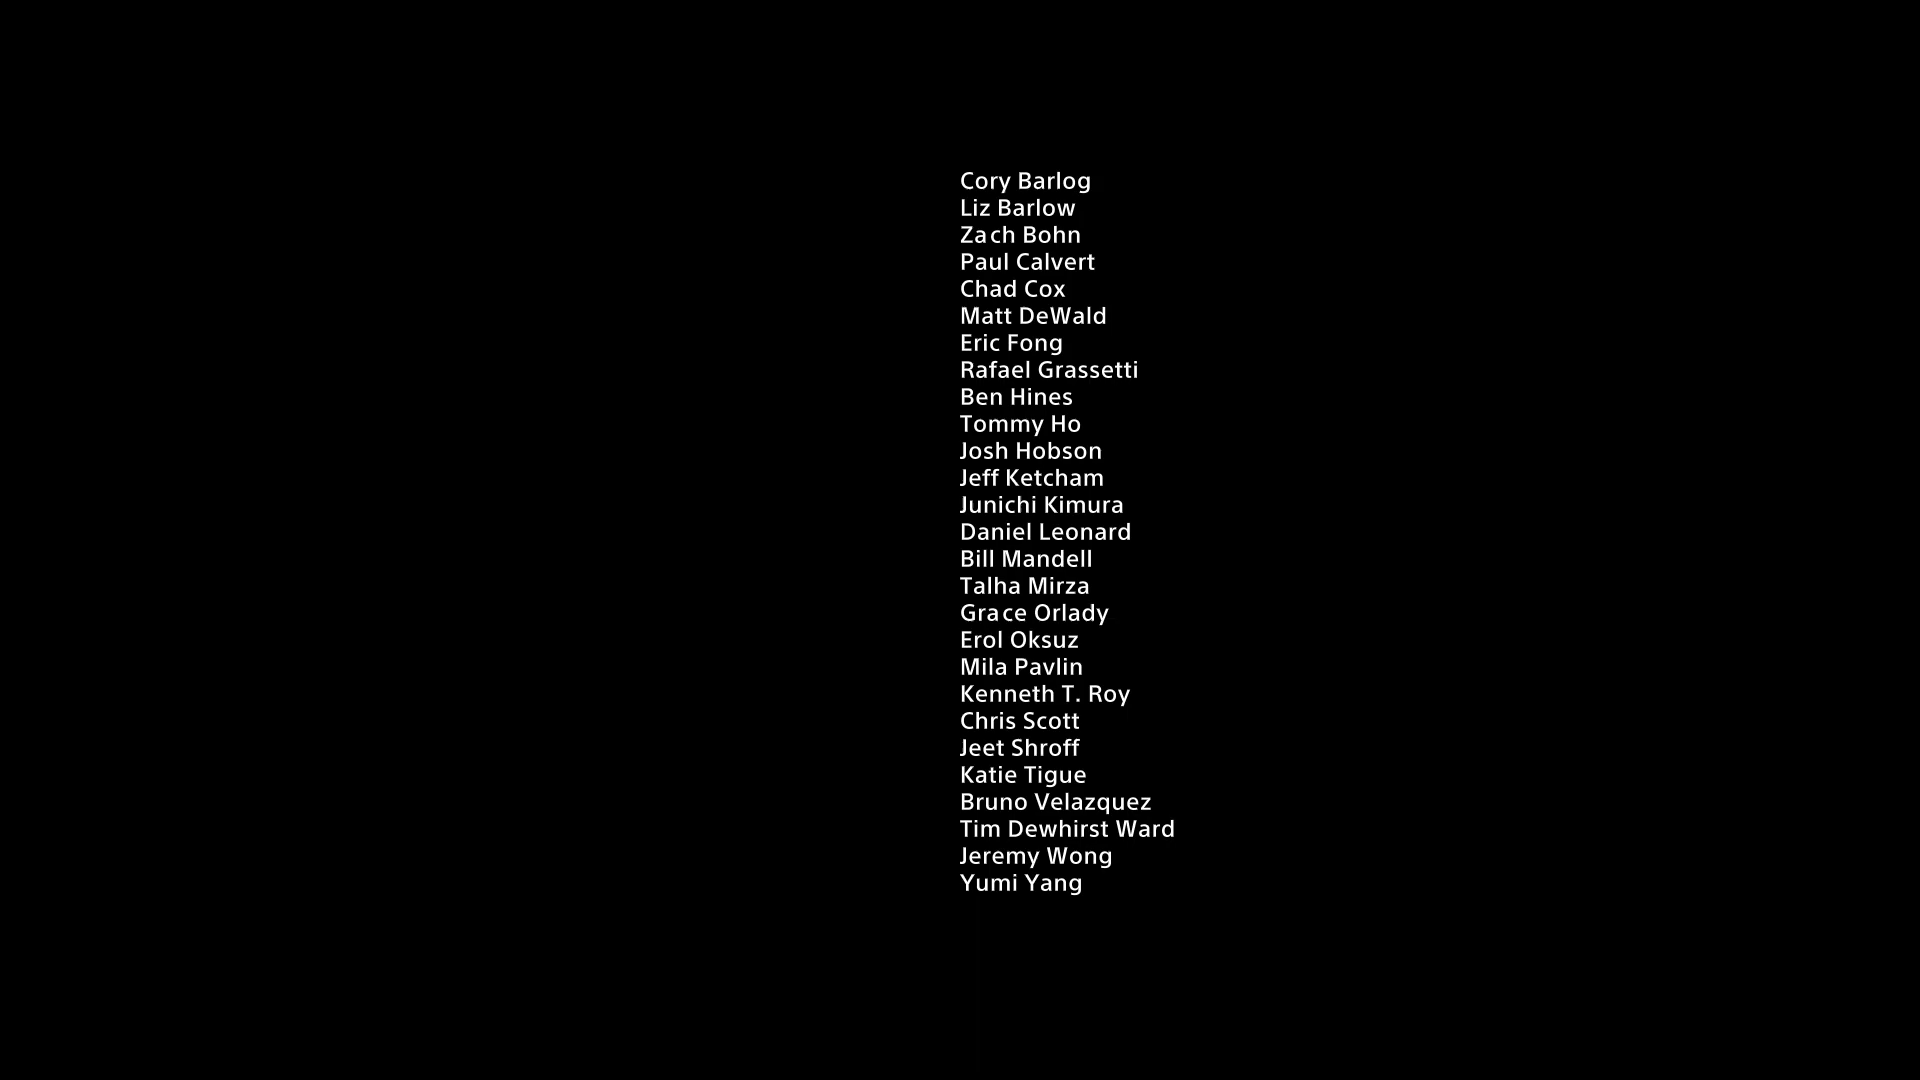 Cory Barlog
Liz Barlow
Zach Bohn
Paul Calvert
Chad Cox
Matt DeWald
Eric Fong
Rafael Grassetti
Ben Hines
Tommy Ho
Josh Hobson
Jeff Ketcham
Junichi Kimura
Daniel Leonard
Bill Mandell
Talha Mirza
Grace Orlady
Erol Oksuz
Mila Pavlin
Kenneth T. Roy
Chris Scott
Jeet Shroff
Katie Tigue
Bruno Velazquez
Tim Dewhirst Ward
Jeremy Wong
Yumi Yang